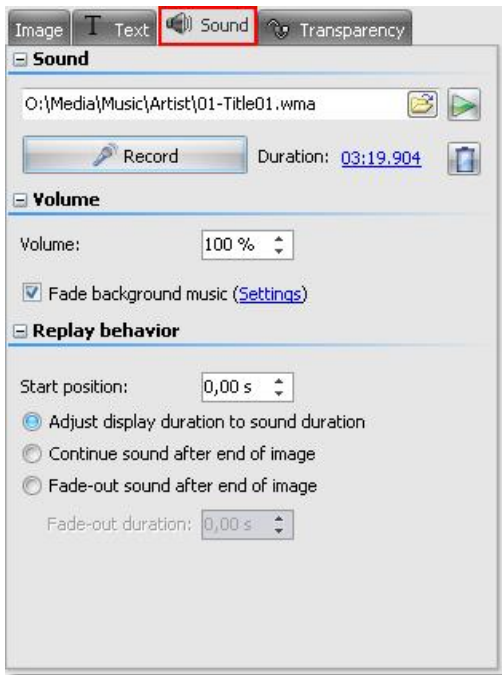 Image T Text Sound Transparency
Sound
O:\Media\Music\Artist\01-Title01.wma
Record Duration: 03:19.904
Volume
Volume: 100 %
Fade background music (Settings)
Replay behavior
Start position: 0,00 s
Adjust display duration to sound duration
Continue sound after end of image
Fade-out sound after end of image
Fade-out duration: 0,00 s